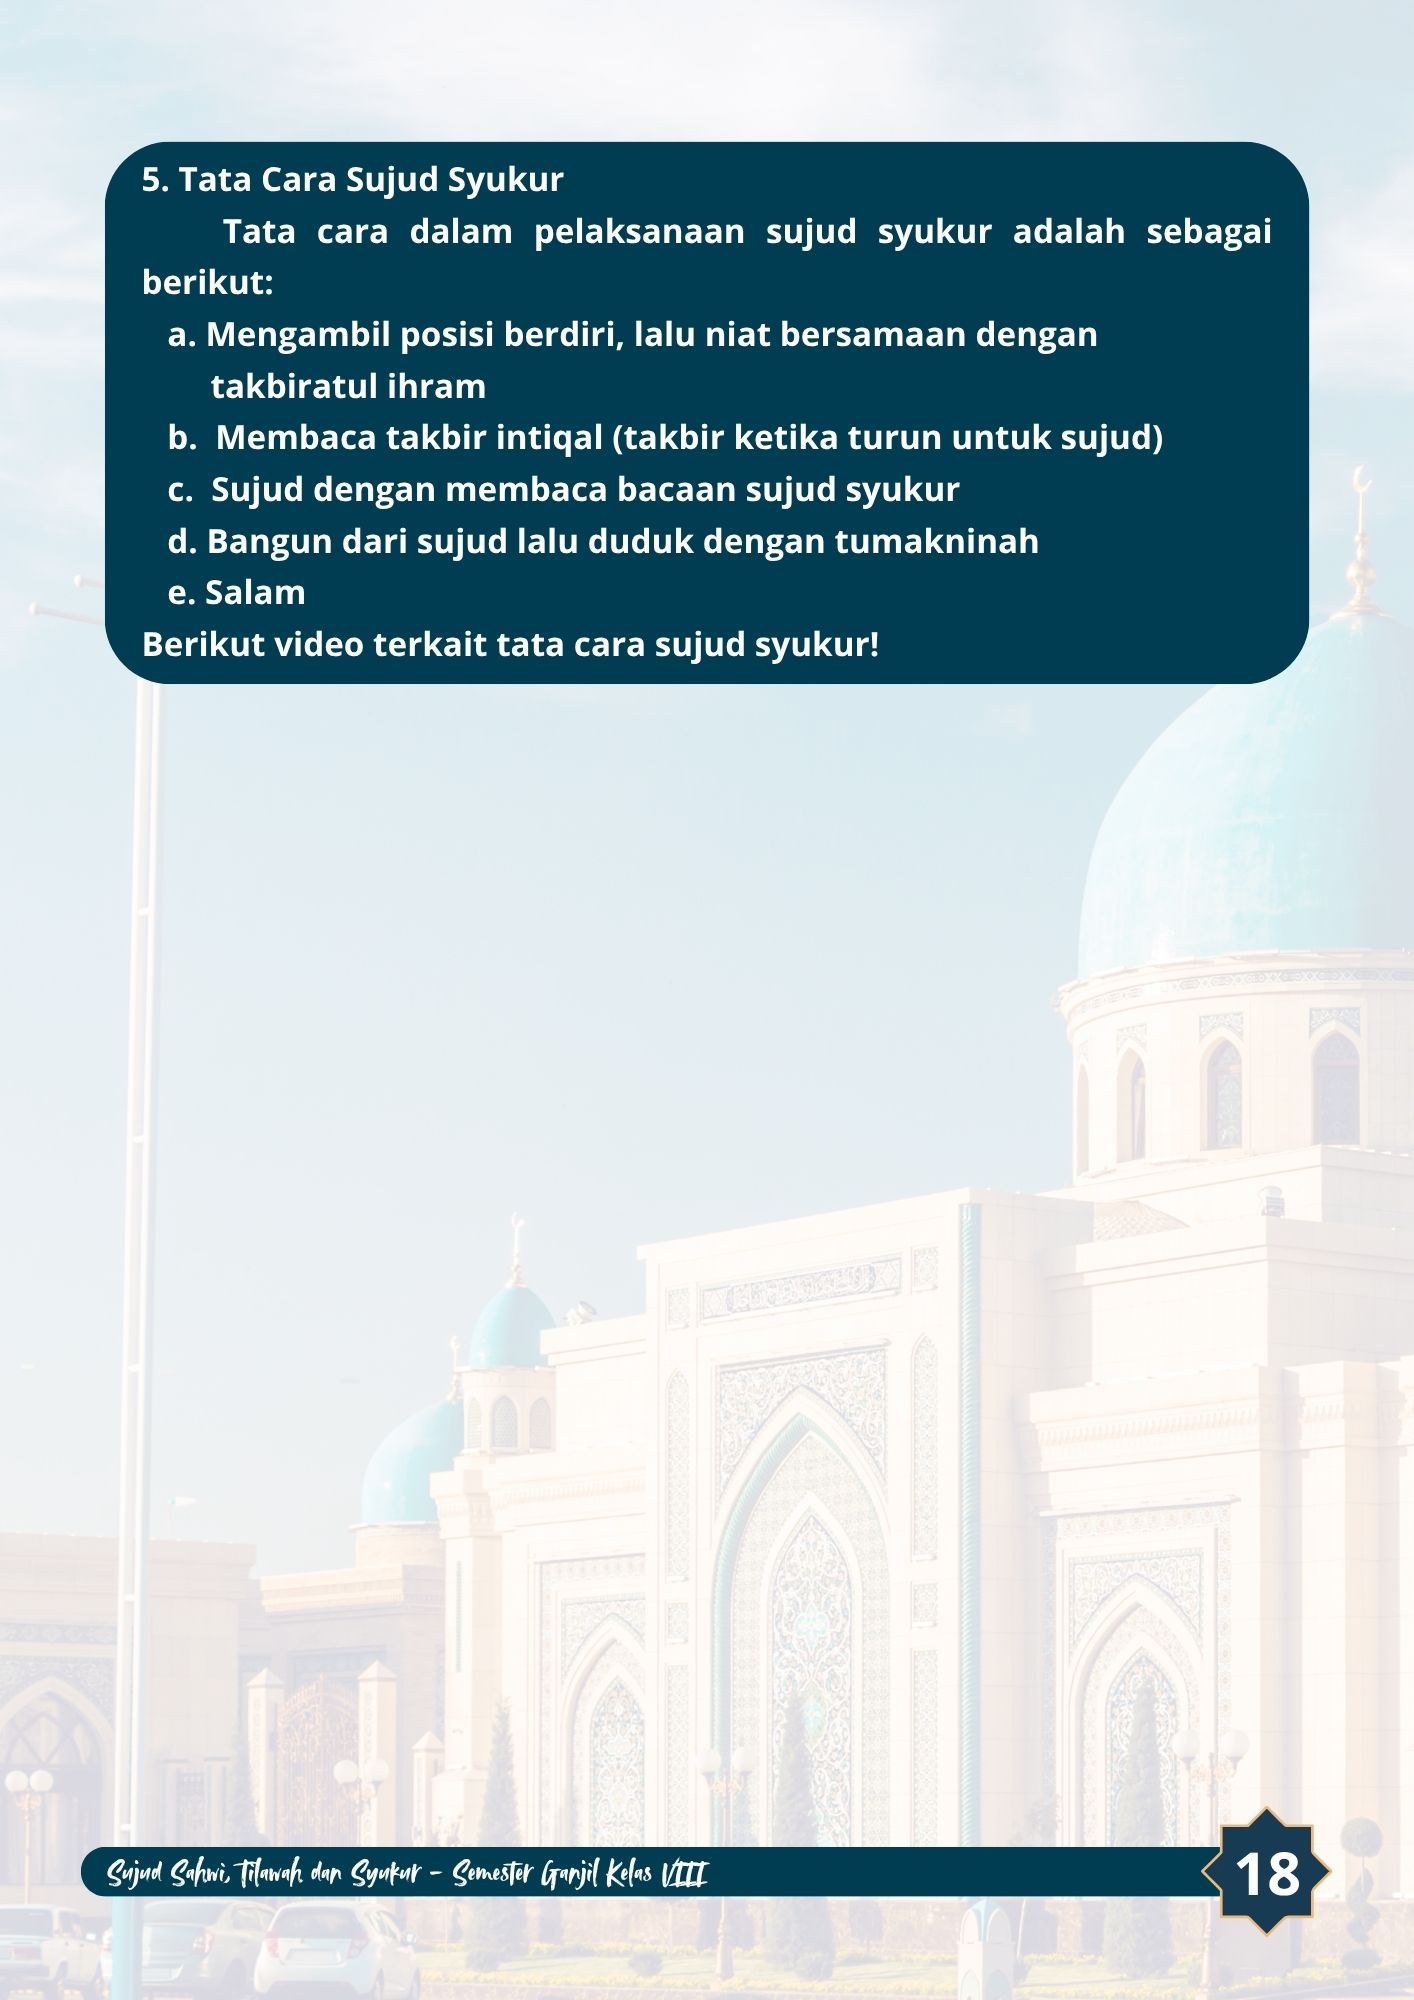 5. Tata Cara Sujud Syukur
Tata cara dalam pelaksanaan sujud syukur adalah sebagai
berikut:
a. Mengambil posisi berdiri, lalu niat bersamaan dengan
takbiratul ihram
b. Membaca takbir intiqal (takbir ketika turun untuk sujud)
c. Sujud dengan membaca bacaan sujud syukur
d. Bangun dari sujud lalu duduk dengan tumakninah
e. Salam
Berikut video terkait tata cara sujud syukur!
Sujud Sahwi, Tilawah dan Syukur - Semester Ganjil Kelas VIII
18